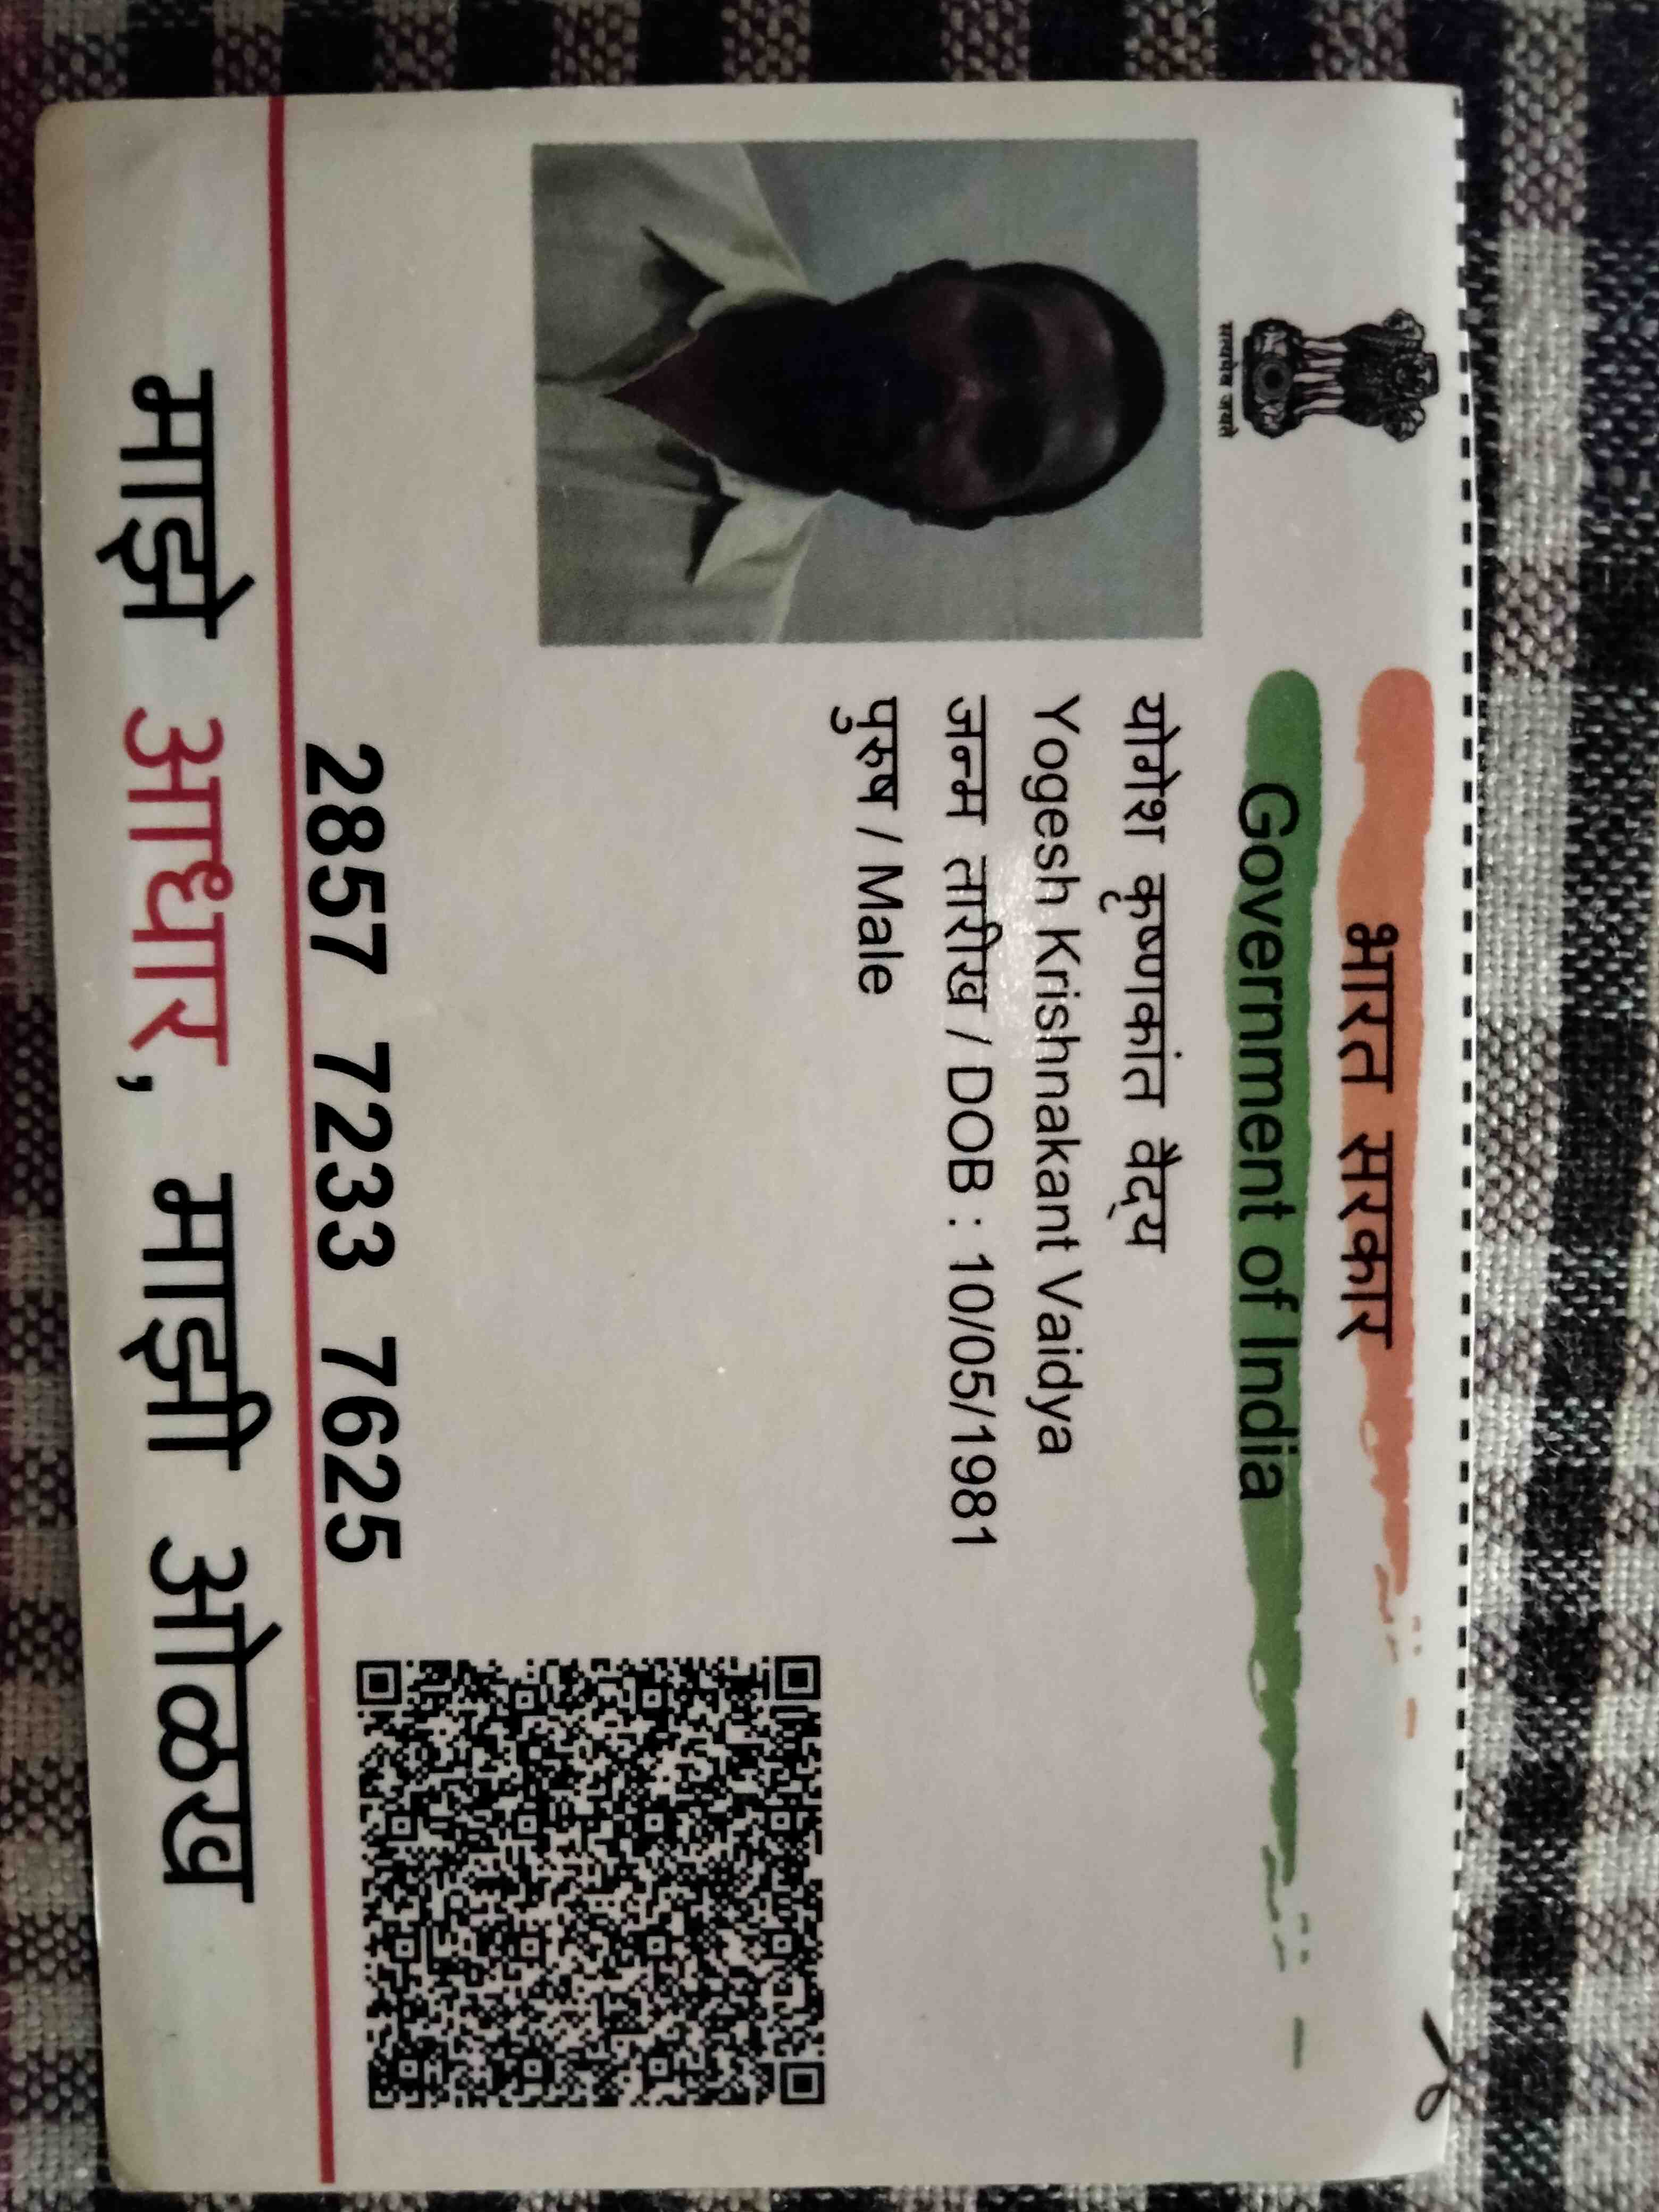 भारत सरकार
Government of India
सत्यमेव जयते
योगेश कृष्णकांत वैद्य
Yogesh Krishnakant Vaidya
जन्म तारीख / DOB : 10/05/1981
पुरुष / Male
2857 7233 7625
माझे आधार, माझी ओळख